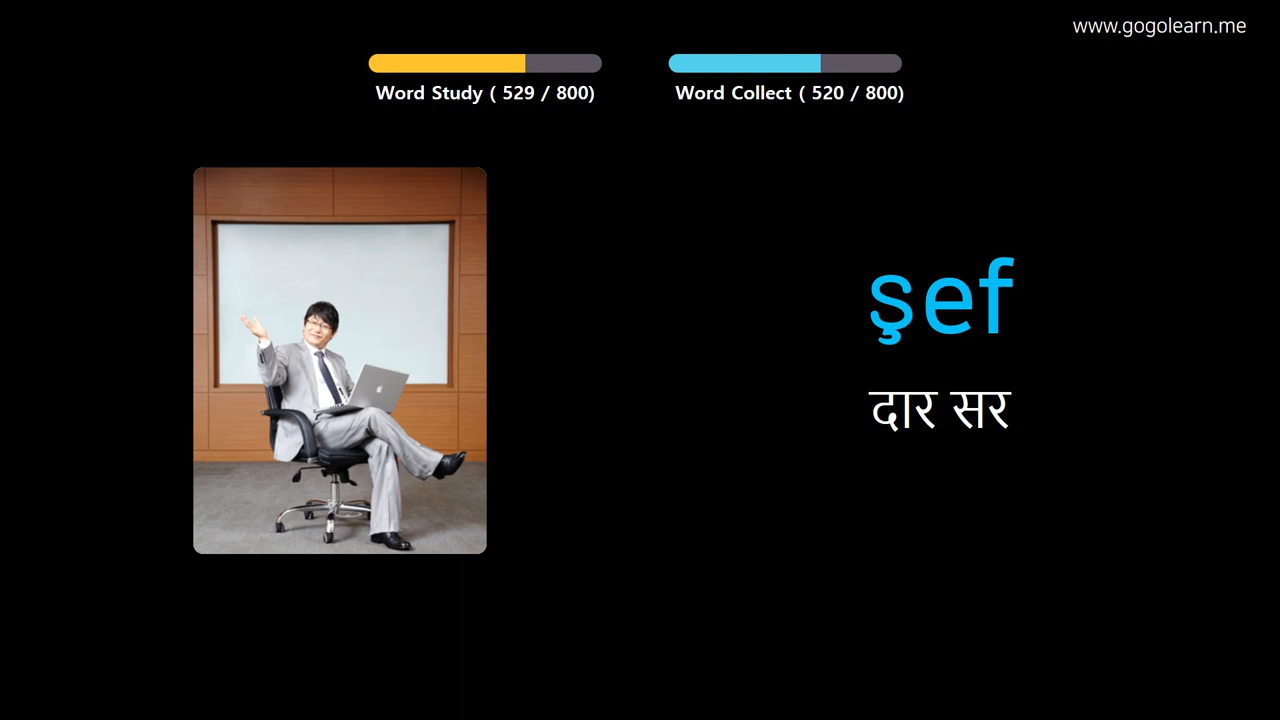 www.gogolearn.me
Word Study ( 529 / 800)
Word Collect ( 520 / 800)
şef
दार सर